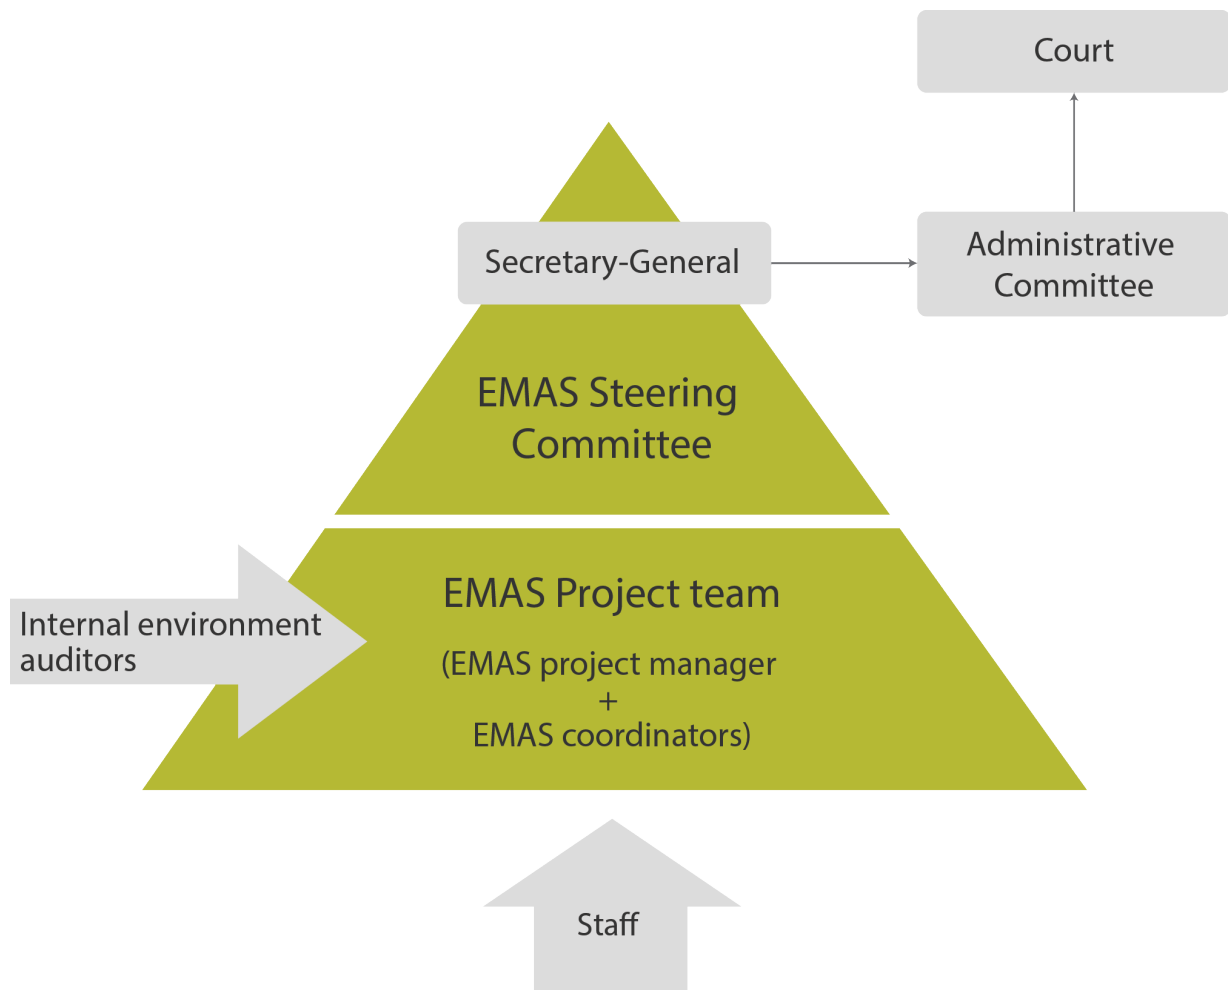 Court
Secretary-General
Administrative
Committee
EMAS Steering
Committee
EMAS Project team
(EMAS project manager
+
EMAS coordinators)
Internal environment
auditors
Staff